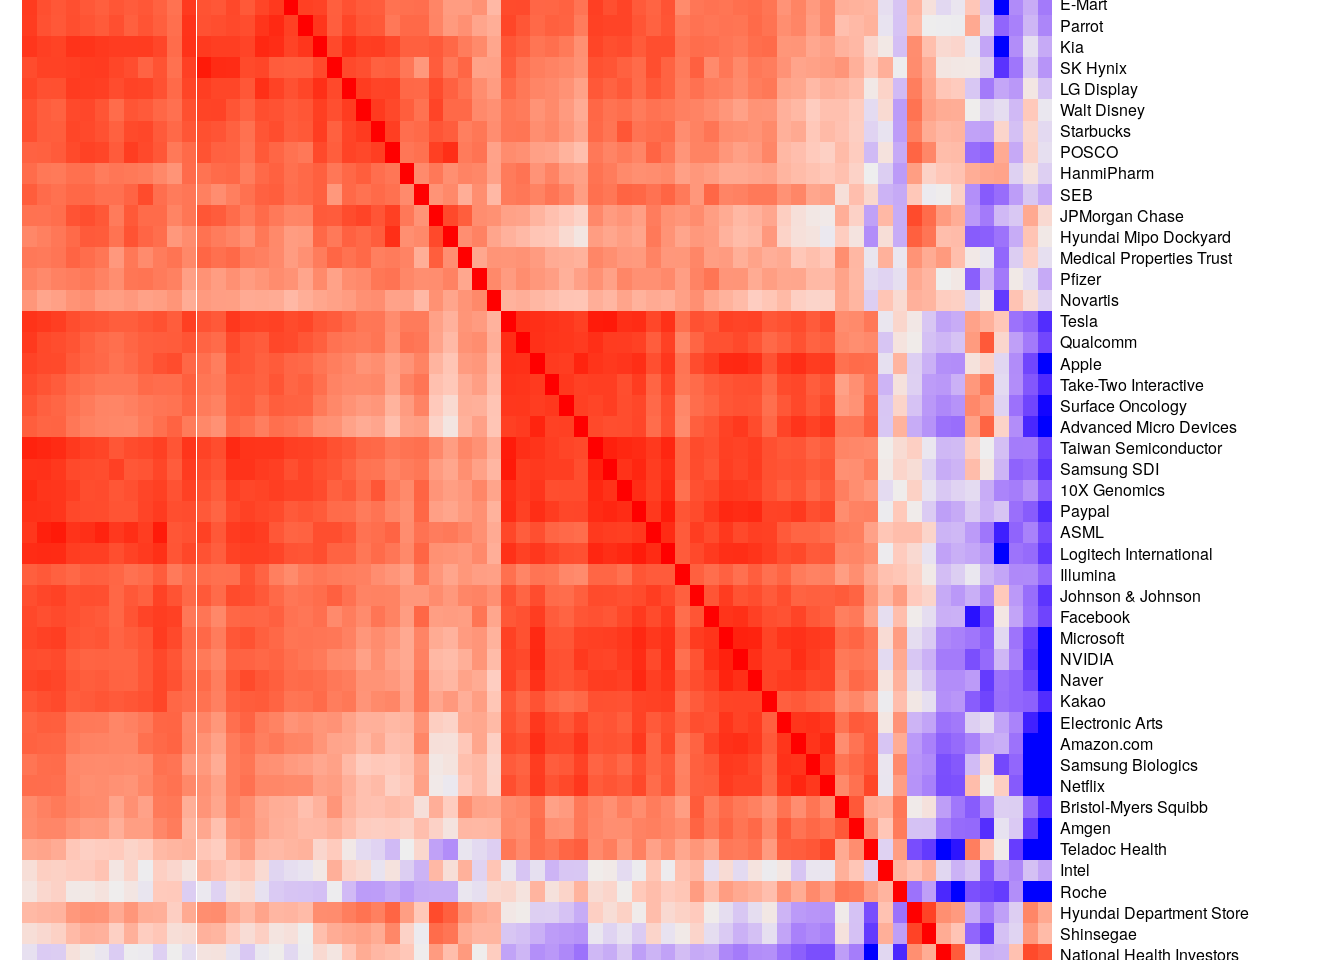 E-Mart
Parrot
Kia
SK Hynix
LG Display
Walt Disney
Starbucks
POSCO
HanmiPharm
SEB
JPMorgan Chase
Hyundai Mipo Dockyard
Medical Properties Trust
Pfizer
Novartis
Tesla
Qualcomm
Apple
Take-Two Interactive
Surface Oncology
Advanced Micro Devices
Taiwan Semiconductor
Samsung SDI
10X Genomics
Paypal
ASML
Logitech International
Illumina
Johnson & Johnson
Facebook
Microsoft
NVIDIA
Naver
Kakao
Electronic Arts
Amazon.com
Samsung Biologics
Netflix
Bristol-Myers Squibb
Amgen
Teladoc Health
Intel
Roche
Hyundai Department Store
Shinsegae
National Health Investors